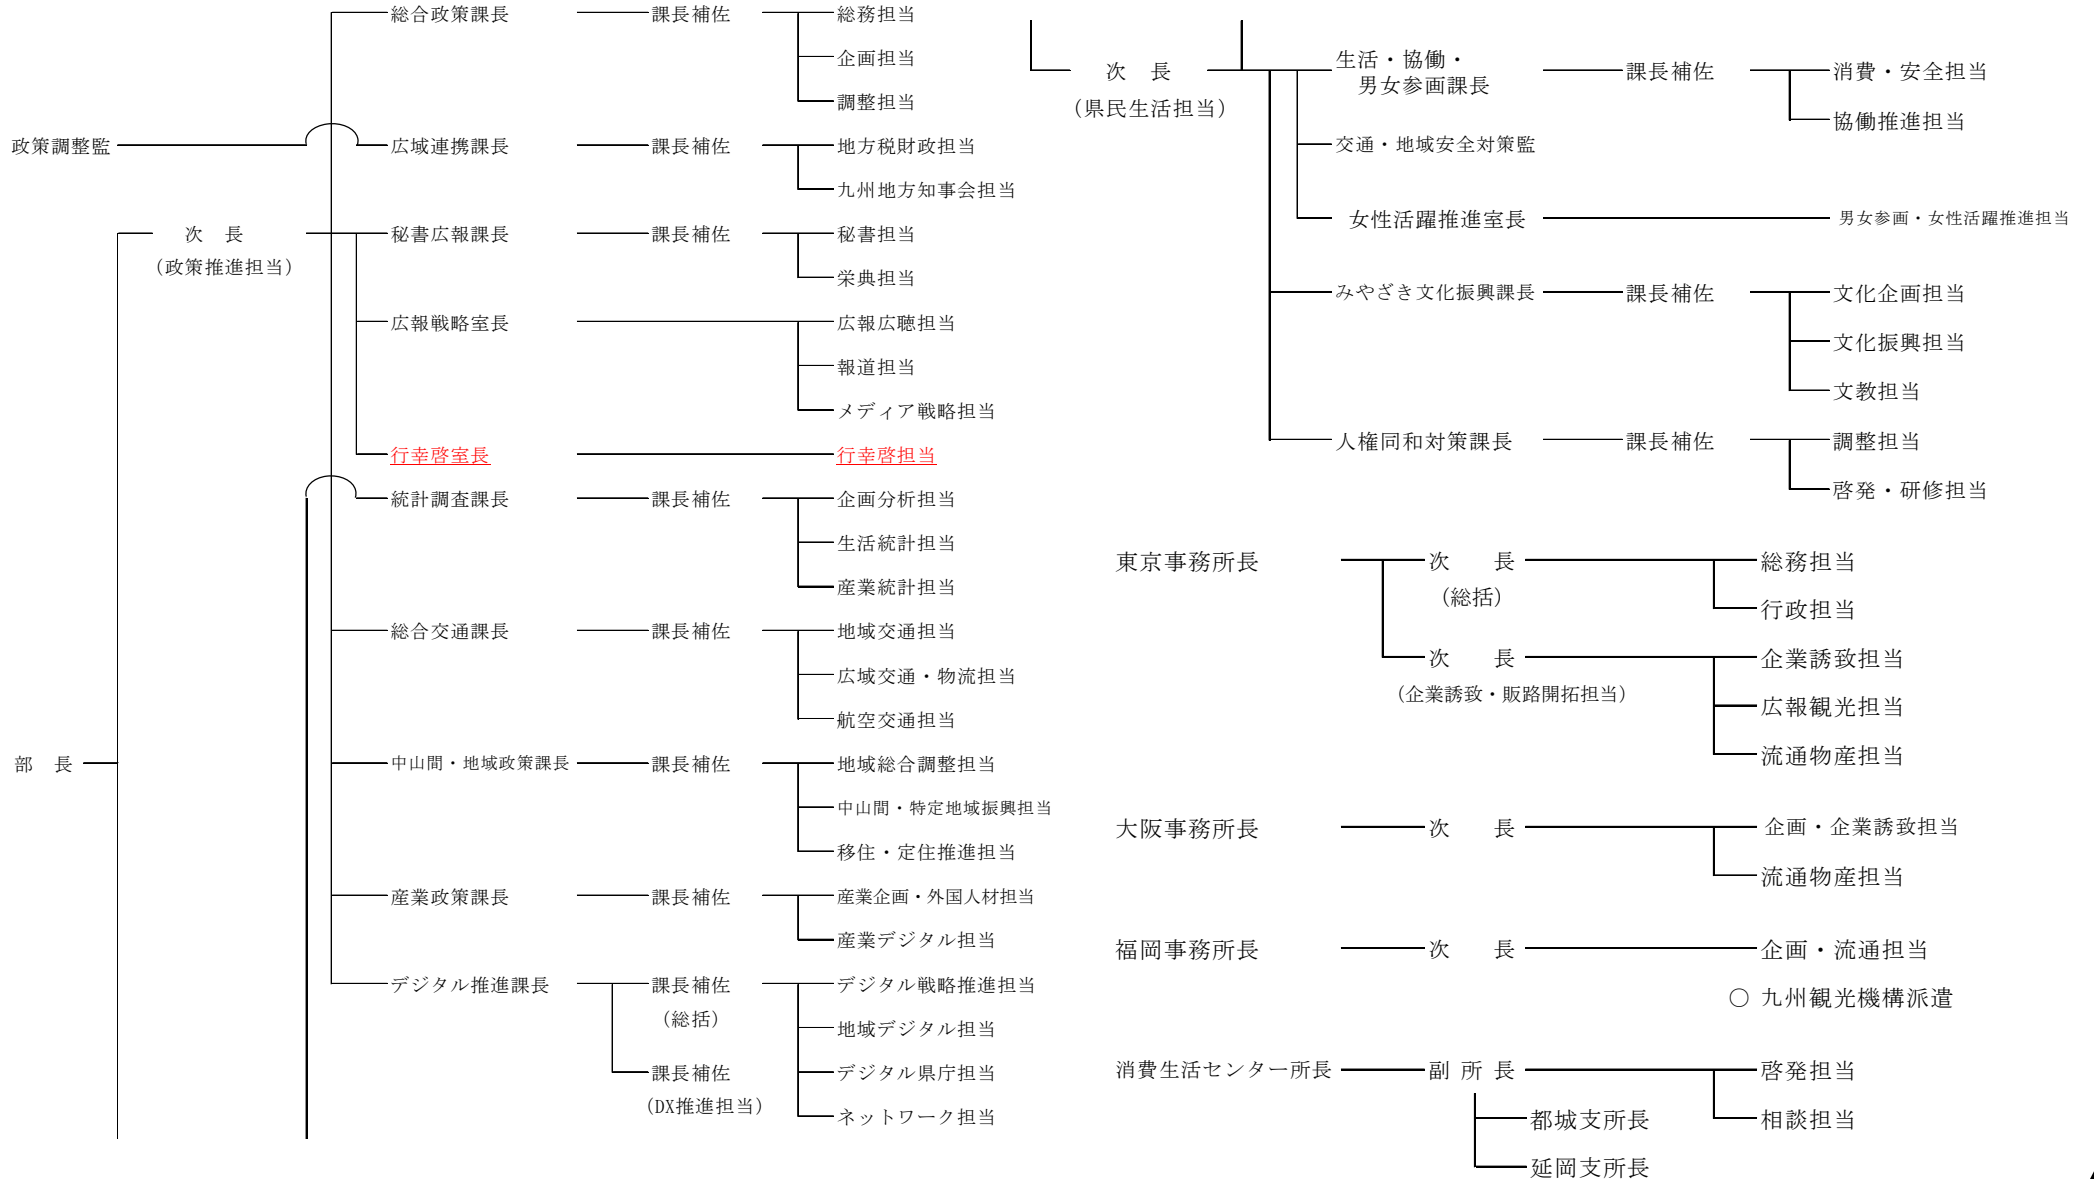 総合政策課長 課長補佐 総務担当
企画担当
調整担当
政策調整監 広域連携課長 課長補佐 地方税財政担当
九州地方知事会担当
次 長 秘書広報課長 課長補佐 秘書担当
(政策推進担当)
栄典担当
広報戦略室長 広報広聴担当
報道担当
メディア戦略担当
行幸啓室長 行幸啓担当
統計調査課長 課長補佐 企画分析担当
生活統計担当
産業統計担当
総合交通課長 課長補佐 地域交通担当
広域交通・物流担当
航空交通担当
部 長 中山間・地域政策課長 課長補佐 地域総合調整担当
中山間・特定地域振興担当
移住・定住推進担当
産業政策課長 課長補佐 産業企画・外国人材担当
産業デジタル担当
デジタル推進課長 課長補佐 デジタル戦略推進担当
(総括)
地域デジタル担当
課長補佐 デジタル県庁担当
(DX推進担当)
ネットワーク担当
次 長 生活・協働・
男女参画課長 課長補佐 消費・安全担当
(県民生活担当)
協働推進担当
交通・地域安全対策監
女性活躍推進室長 男女参画・女性活躍推進担当
みやざき文化振興課長 課長補佐 文化企画担当
文化振興担当
文教担当
人権同和対策課長 課長補佐 調整担当
啓発・研修担当
東京事務所長 次 長 総務担当
(総括)
行政担当
次 長 企業誘致担当
(企業誘致・販路開拓担当)
広報観光担当
流通物産担当
大阪事務所長 次 長 企画・企業誘致担当
流通物産担当
福岡事務所長 次 長 企画・流通担当
○ 九州観光機構派遣
消費生活センター所長 副 所 長 啓発担当
都城支所長 相談担当
延岡支所長